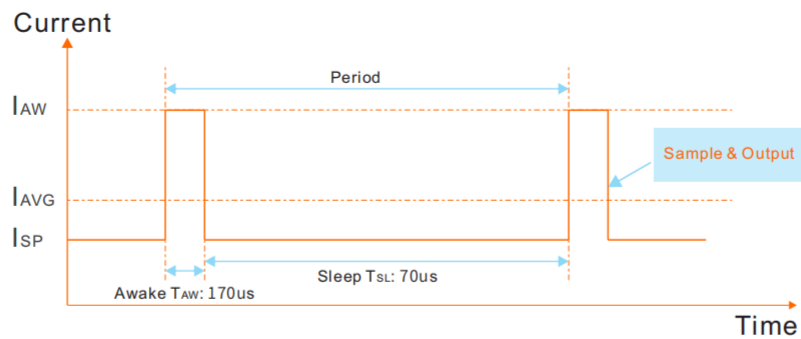 Current
Period
IAW
Sample & Output
IAVG
ISP
Sleep TSL: 70us
Awake TAW: 170us
Time